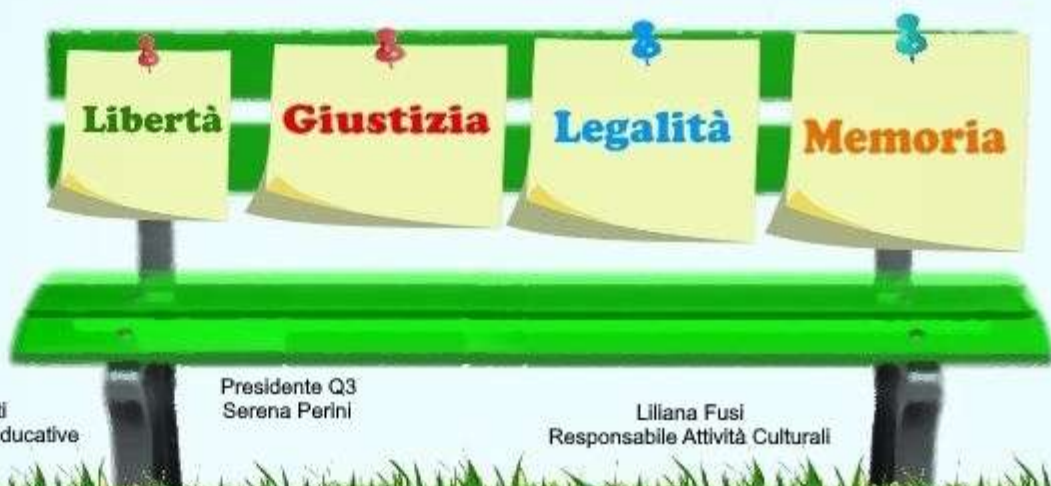 Libertà
Giustizia
Legalità
Memoria
Presidente Q3
Serena Perini
Liliana Fusi
Responsabile Attività Culturali